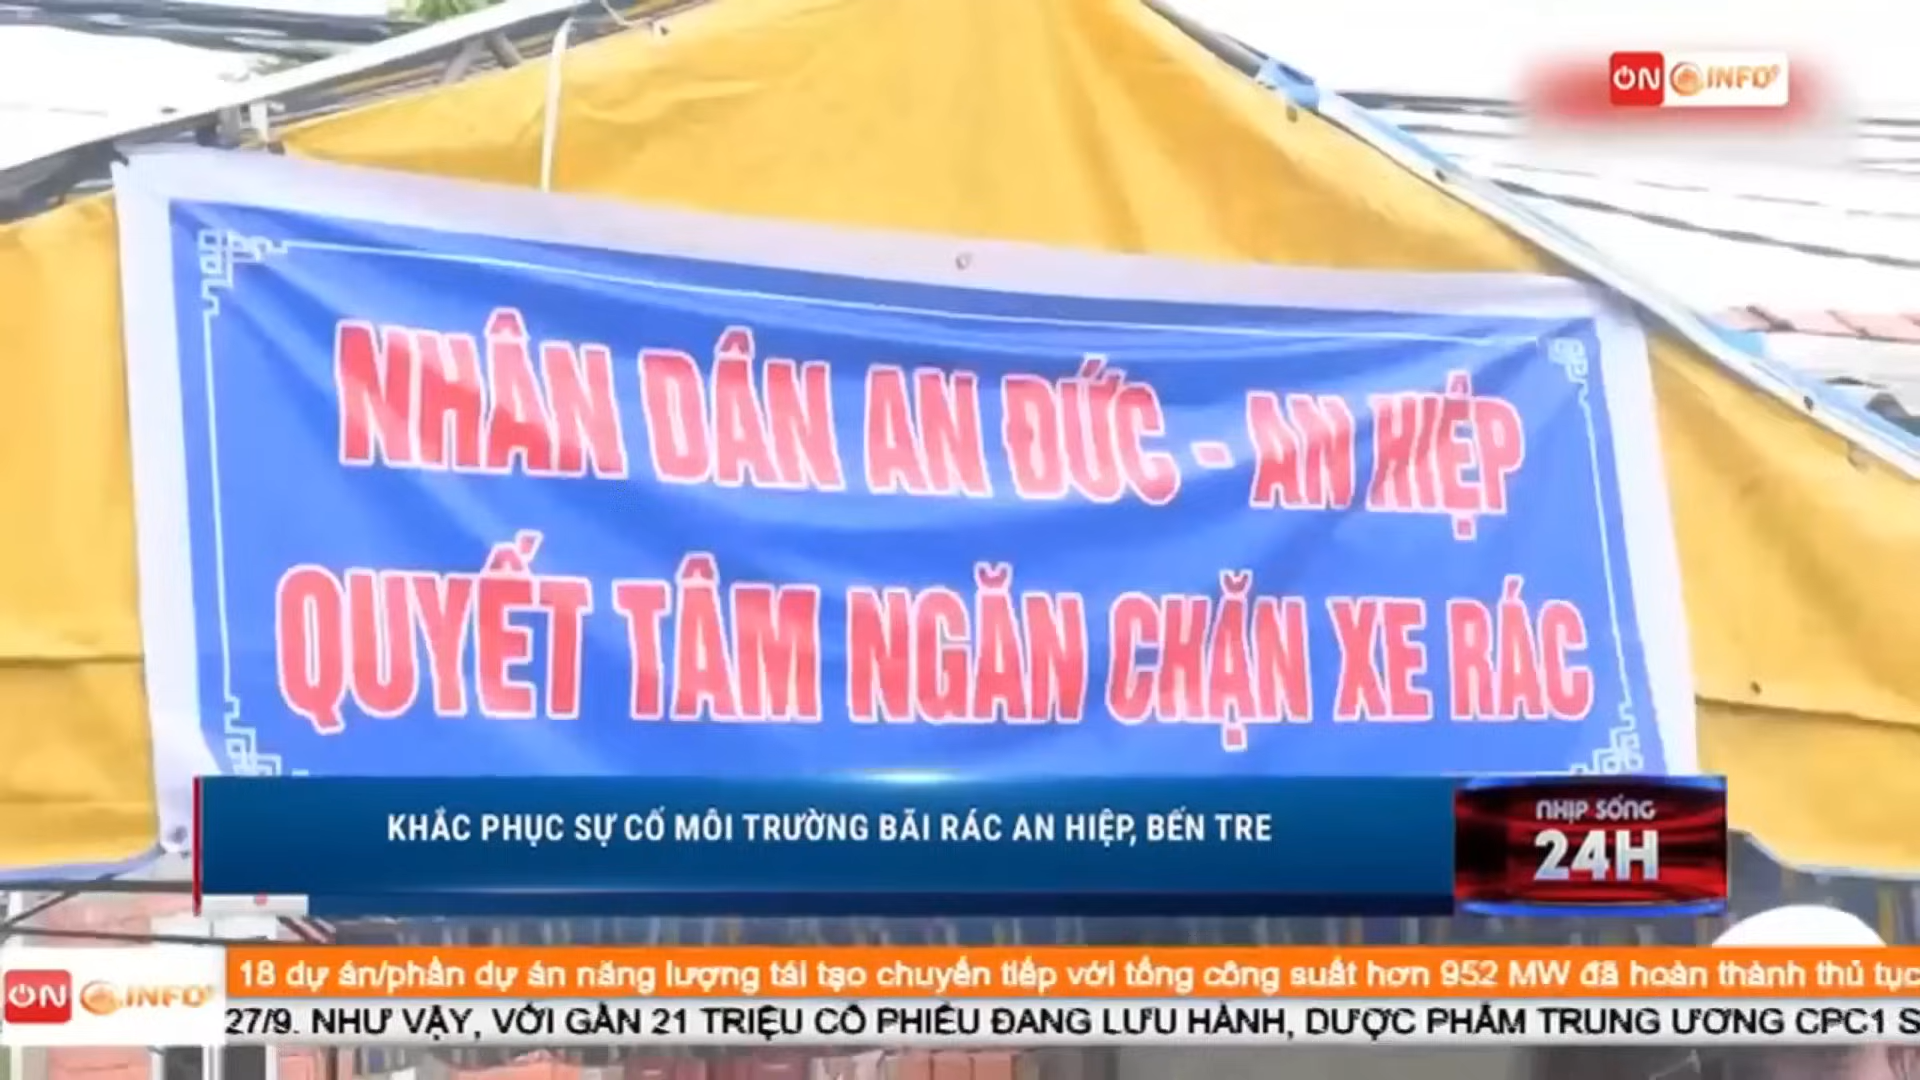 ON INFO
NHÂN DÂN AN ĐỨC - AN HIỆP
QUYẾT TÂM NGĂN CHẶN XE RÁC
KHẮC PHỤC SỰ CỐ MÔI TRƯỜNG BÃI RÁC AN HIỆP, BẾN TRE
NHỊP SỐNG
24H
ON INFO
18 dự án/phần dự án năng lượng tái tạo chuyển tiếp với tổng công suất hơn 952 MW đã hoàn thành thủ tục
27/9. NHƯ VẬY, VỚI GẦN 21 TRIỆU CỔ PHIẾU ĐANG LƯU HÀNH, DƯỢC PHẨM TRUNG ƯƠNG CPC1 S